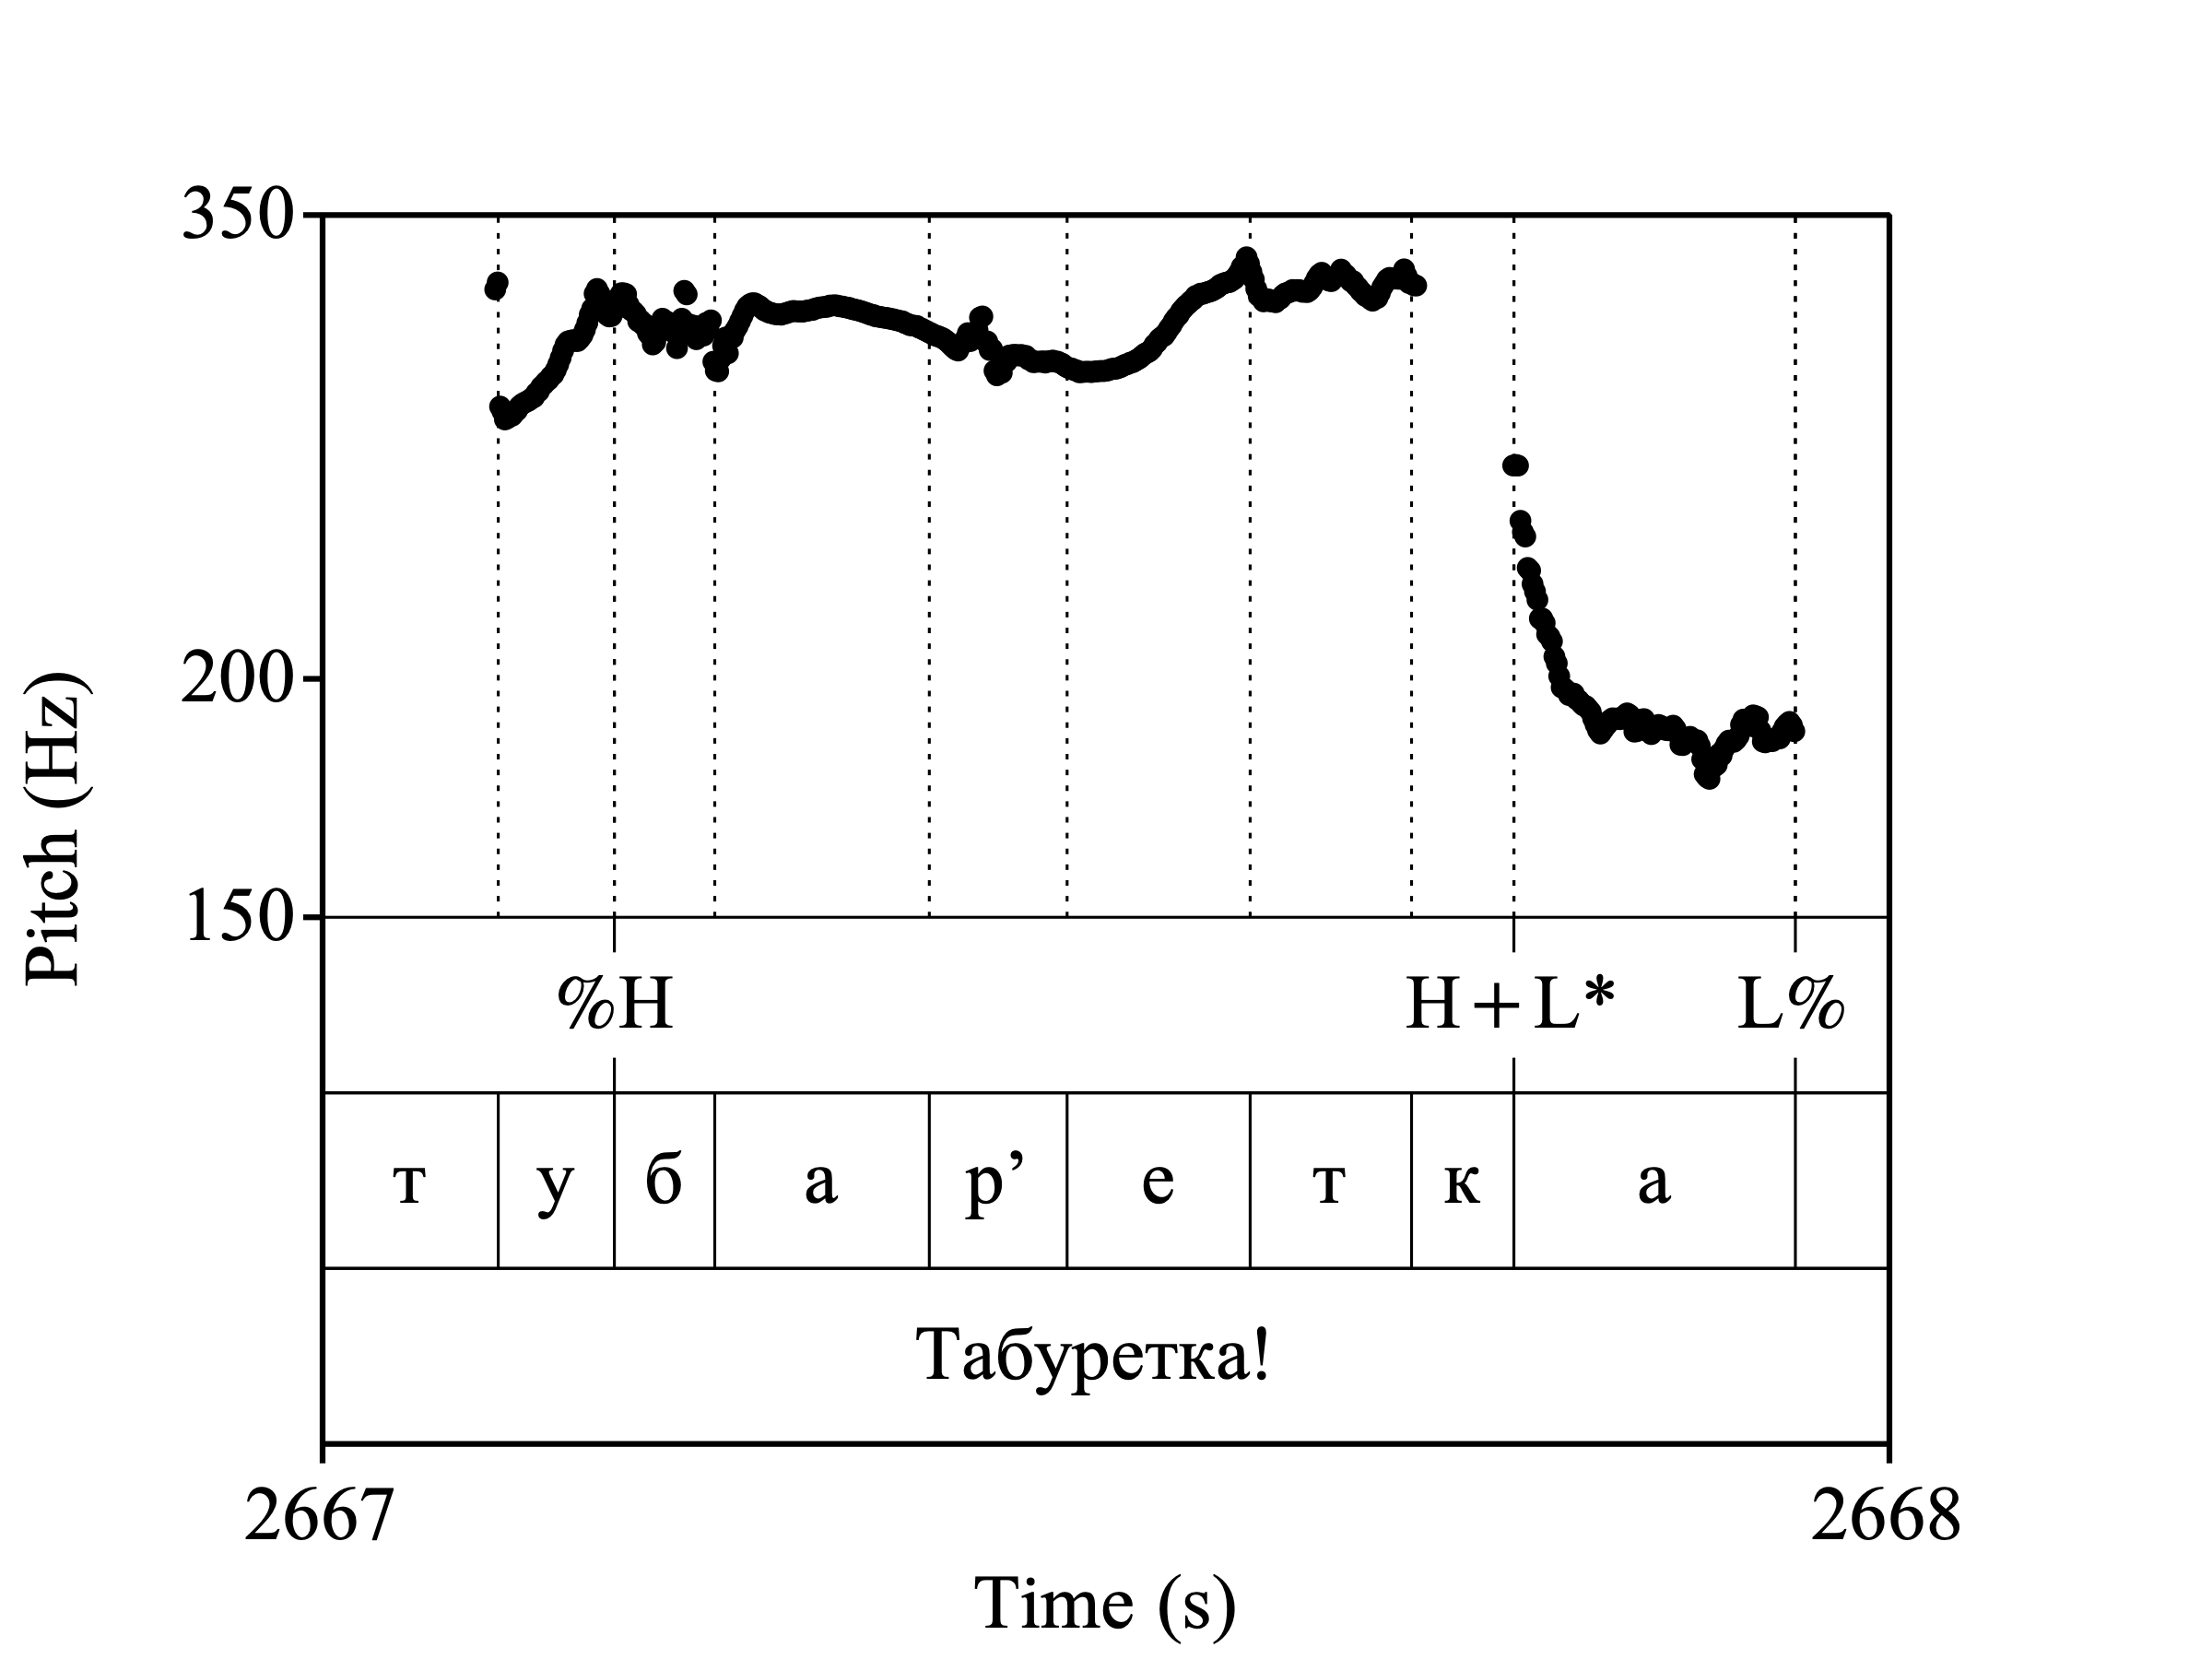 350
200
150
Pitch (Hz)
%H H+L* L%
т у б а р’ е т к а
Табуретка!
2667 2668
Time (s)